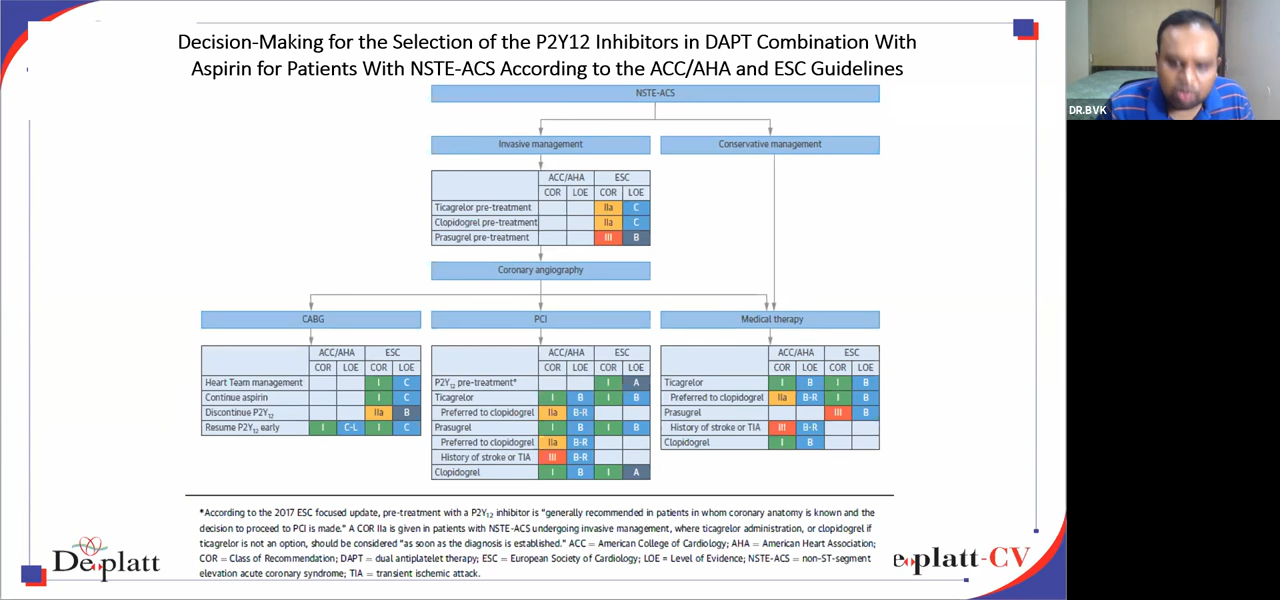 Decision-Making for the Selection of the P2Y12 Inhibitors in DAPT Combination With
Aspirin for Patients With NSTE-ACS According to the ACC/AHA and ESC Guidelines
DR.BVK
NSTE-ACS
Invasive management
Conservative management
ACC/AHA ESC
COR LOE COR LOE
Ticagrelor pre-treatment IIa C
Clopidogrel pre-treatment IIa C
Prasugrel pre-treatment III B
Coronary angiography
CABG
ACC/AHA ESC
COR LOE COR LOE
Heart Team management I C
Continue aspirin I C
Discontinue P2Y12 IIa B
Resume P2Y12 early I C-L I C
PCI
ACC/AHA ESC
COR LOE COR LOE
P2Y12 pre-treatment* I A
Ticagrelor I B I B
Preferred to clopidogrel IIa B-R
Prasugrel I B I B
Preferred to clopidogrel IIa B-R
History of stroke or TIA III B-R
Clopidogrel I B I A
Medical therapy
ACC/AHA ESC
COR LOE COR LOE
Ticagrelor I B I B
Preferred to clopidogrel IIa B-R I B
Prasugrel III B
History of stroke or TIA III B-R
Clopidogrel I B
*According to the 2017 ESC focused update, pre-treatment with a P2Y12 inhibitor is "generally recommended in patients in whom coronary anatomy is known and the
decision to proceed to PCI is made." A COR IIa is given in patients with NSTE-ACS undergoing invasive management, where ticagrelor administration, or clopidogrel if
ticagrelor is not an option, should be considered "as soon as the diagnosis is established." ACC = American College of Cardiology; AHA = American Heart Association;
COR = Class of Recommendation; DAPT = dual antiplatelet therapy; ESC = European Society of Cardiology; LOE = Level of Evidence; NSTE-ACS = non-ST-segment
elevation acute coronary syndrome; TIA = transient ischemic attack.
Deplatt
eplatt-CV